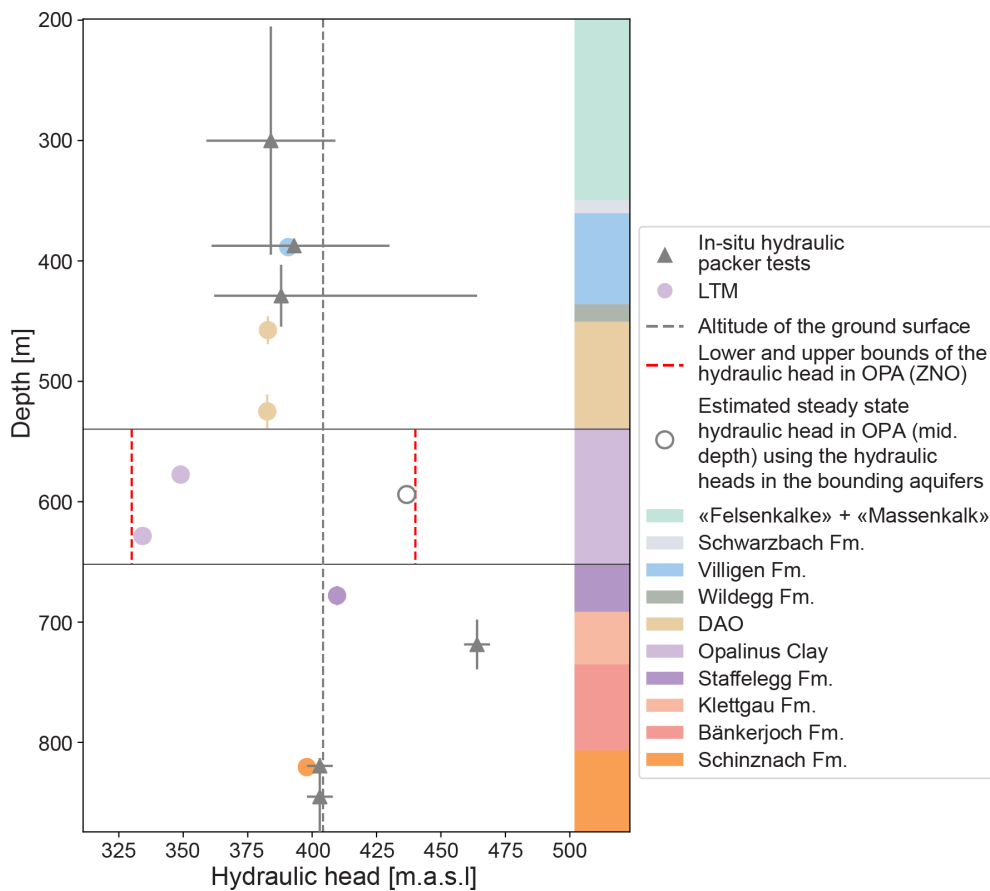 200
300
400
500
600
700
800
Depth [m]
325
350
375
400
425
450
475
500
Hydraulic head [m.a.s.l]
In-situ hydraulic
packer tests
LTM
Altitude of the ground surface
Lower and upper bounds of the
hydraulic head in OPA (ZNO)
Estimated steady state
hydraulic head in OPA (mid.
depth) using the hydraulic
heads in the bounding aquifers
«Felsenkalke» + «Massenkalk»
Schwarzbach Fm.
Villigen Fm.
Wildegg Fm.
DAO
Opalinus Clay
Staffelegg Fm.
Klettgau Fm.
Bänkerjoch Fm.
Schinznach Fm.